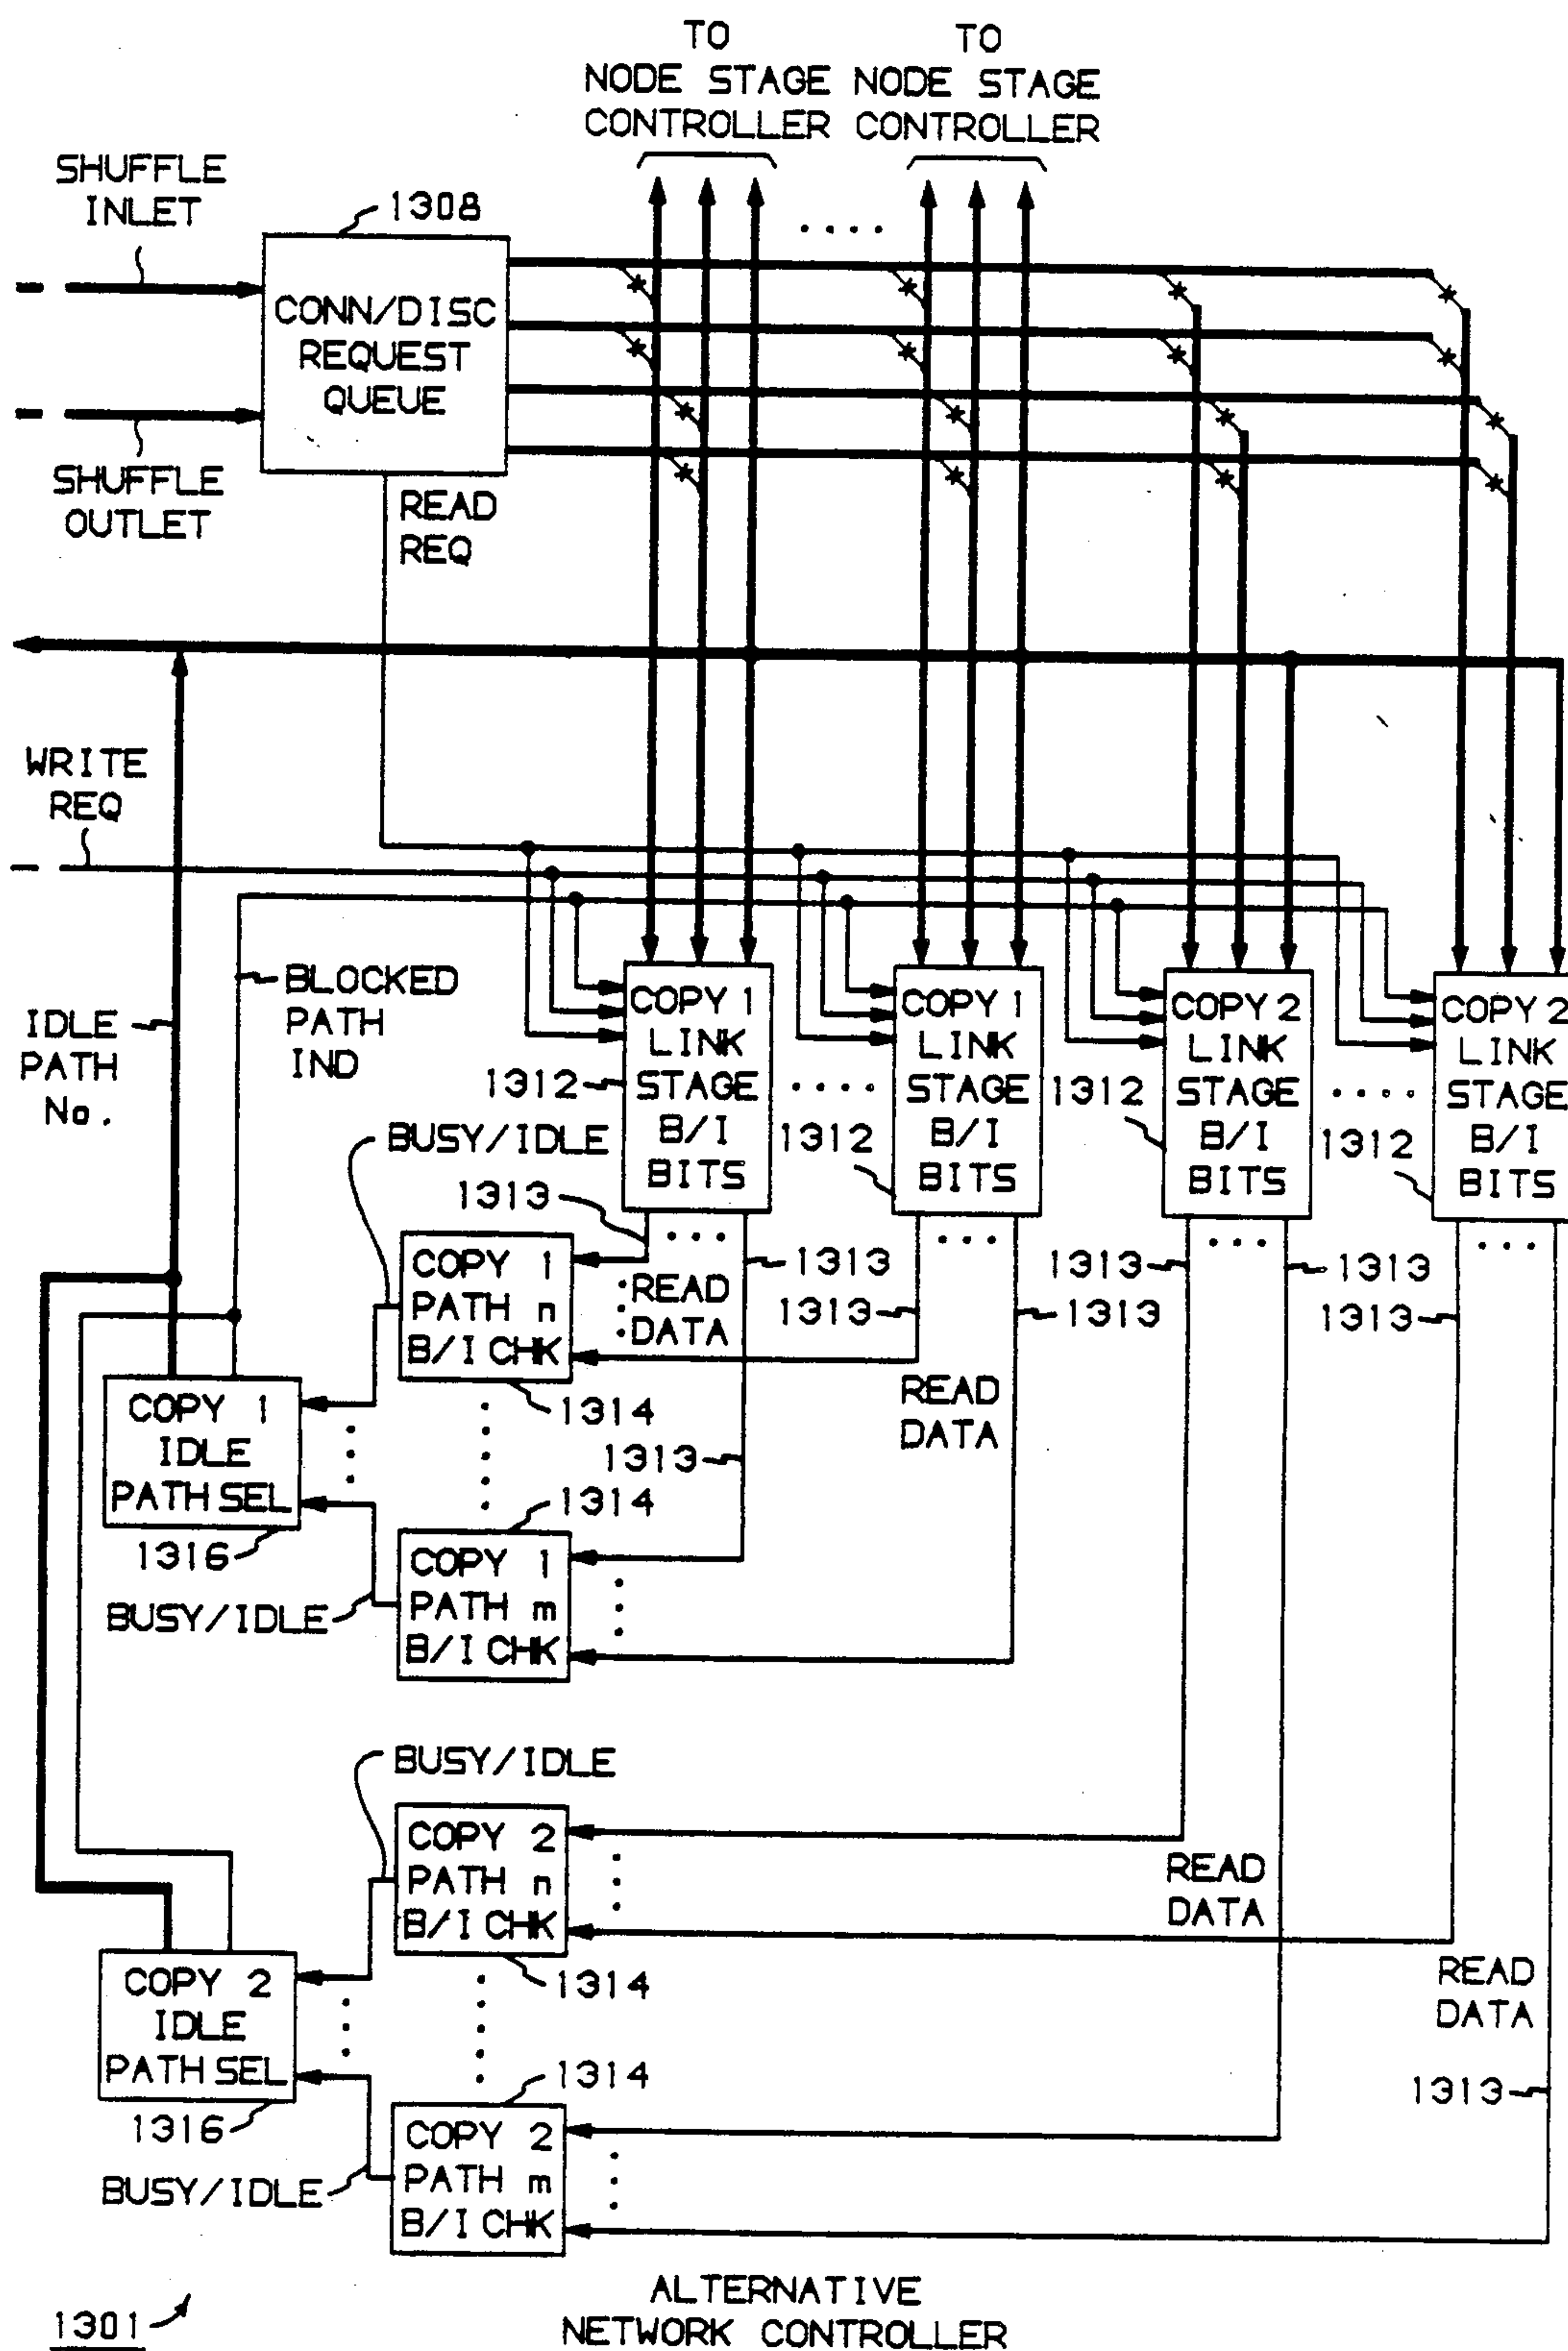 TO
NODE STAGE
CONTROLLER
TO
NODE STAGE
CONTROLLER
SHUFFLE
INLET
1308
CONN/DISC
REQUEST
QUEUE
SHUFFLE
OUTLET
READ
REQ
WRITE
REQ
BLOCKED
PATH
IND
IDLE
PATH
No.
COPY 1
LINK
STAGE
B/I
BITS
1312
COPY 1
LINK
STAGE
B/I
BITS
1312
COPY 2
LINK
STAGE
B/I
BITS
1312
COPY 2
LINK
STAGE
B/I
BITS
1312
BUSY/IDLE
1313
1313
1313
1313
1313
1313
1313
1313
COPY 1
PATH n
B/I CHK
READ
DATA
1314
READ
DATA
COPY 1
IDLE
PATH SEL
1316
1313
1314
COPY 1
PATH m
B/I CHK
BUSY/IDLE
BUSY/IDLE
COPY 2
PATH n
B/I CHK
READ
DATA
1314
COPY 2
IDLE
PATH SEL
1316
READ
DATA
1313
1314
COPY 2
PATH m
B/I CHK
BUSY/IDLE
1301
ALTERNATIVE
NETWORK CONTROLLER